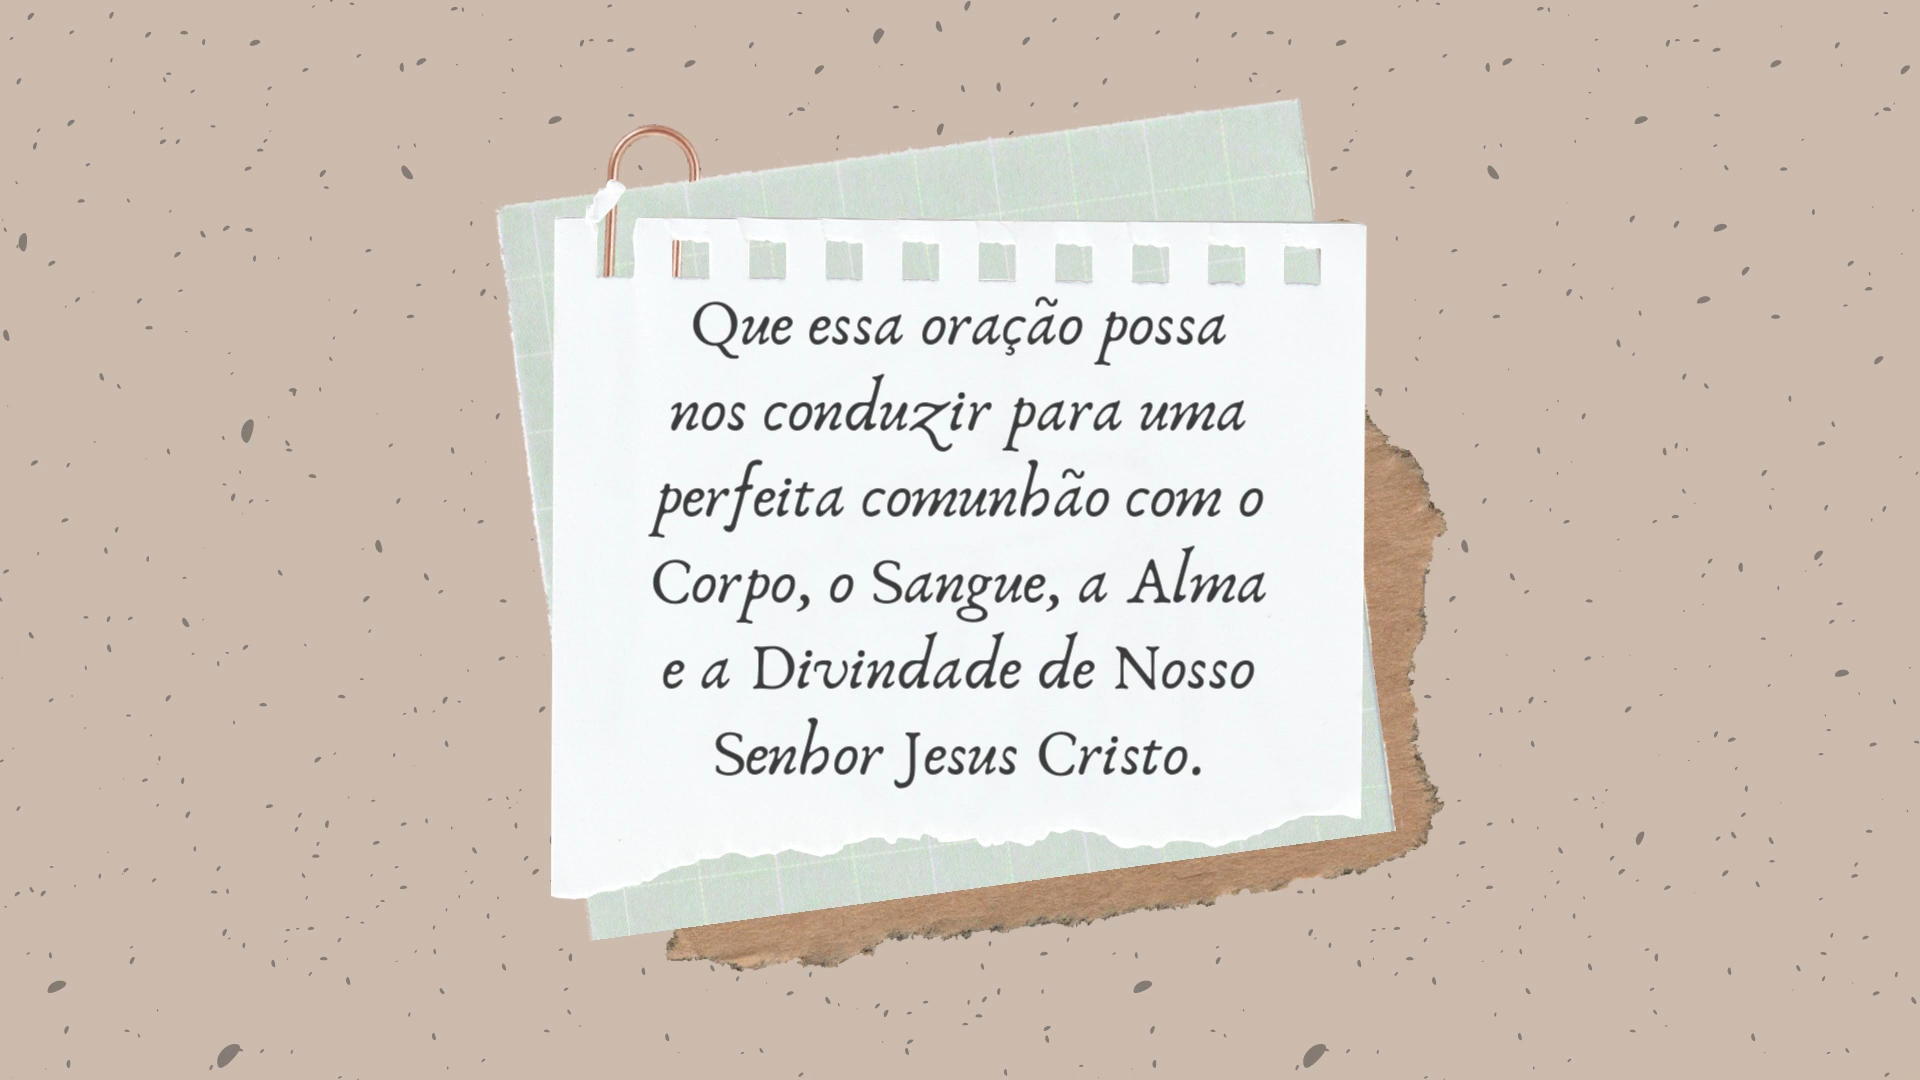 Que essa oração possa
nos conduzir para uma
perfeita comunhão com o
Corpo, o Sangue, a Alma
e a Divindade de Nosso
Senhor Jesus Cristo.